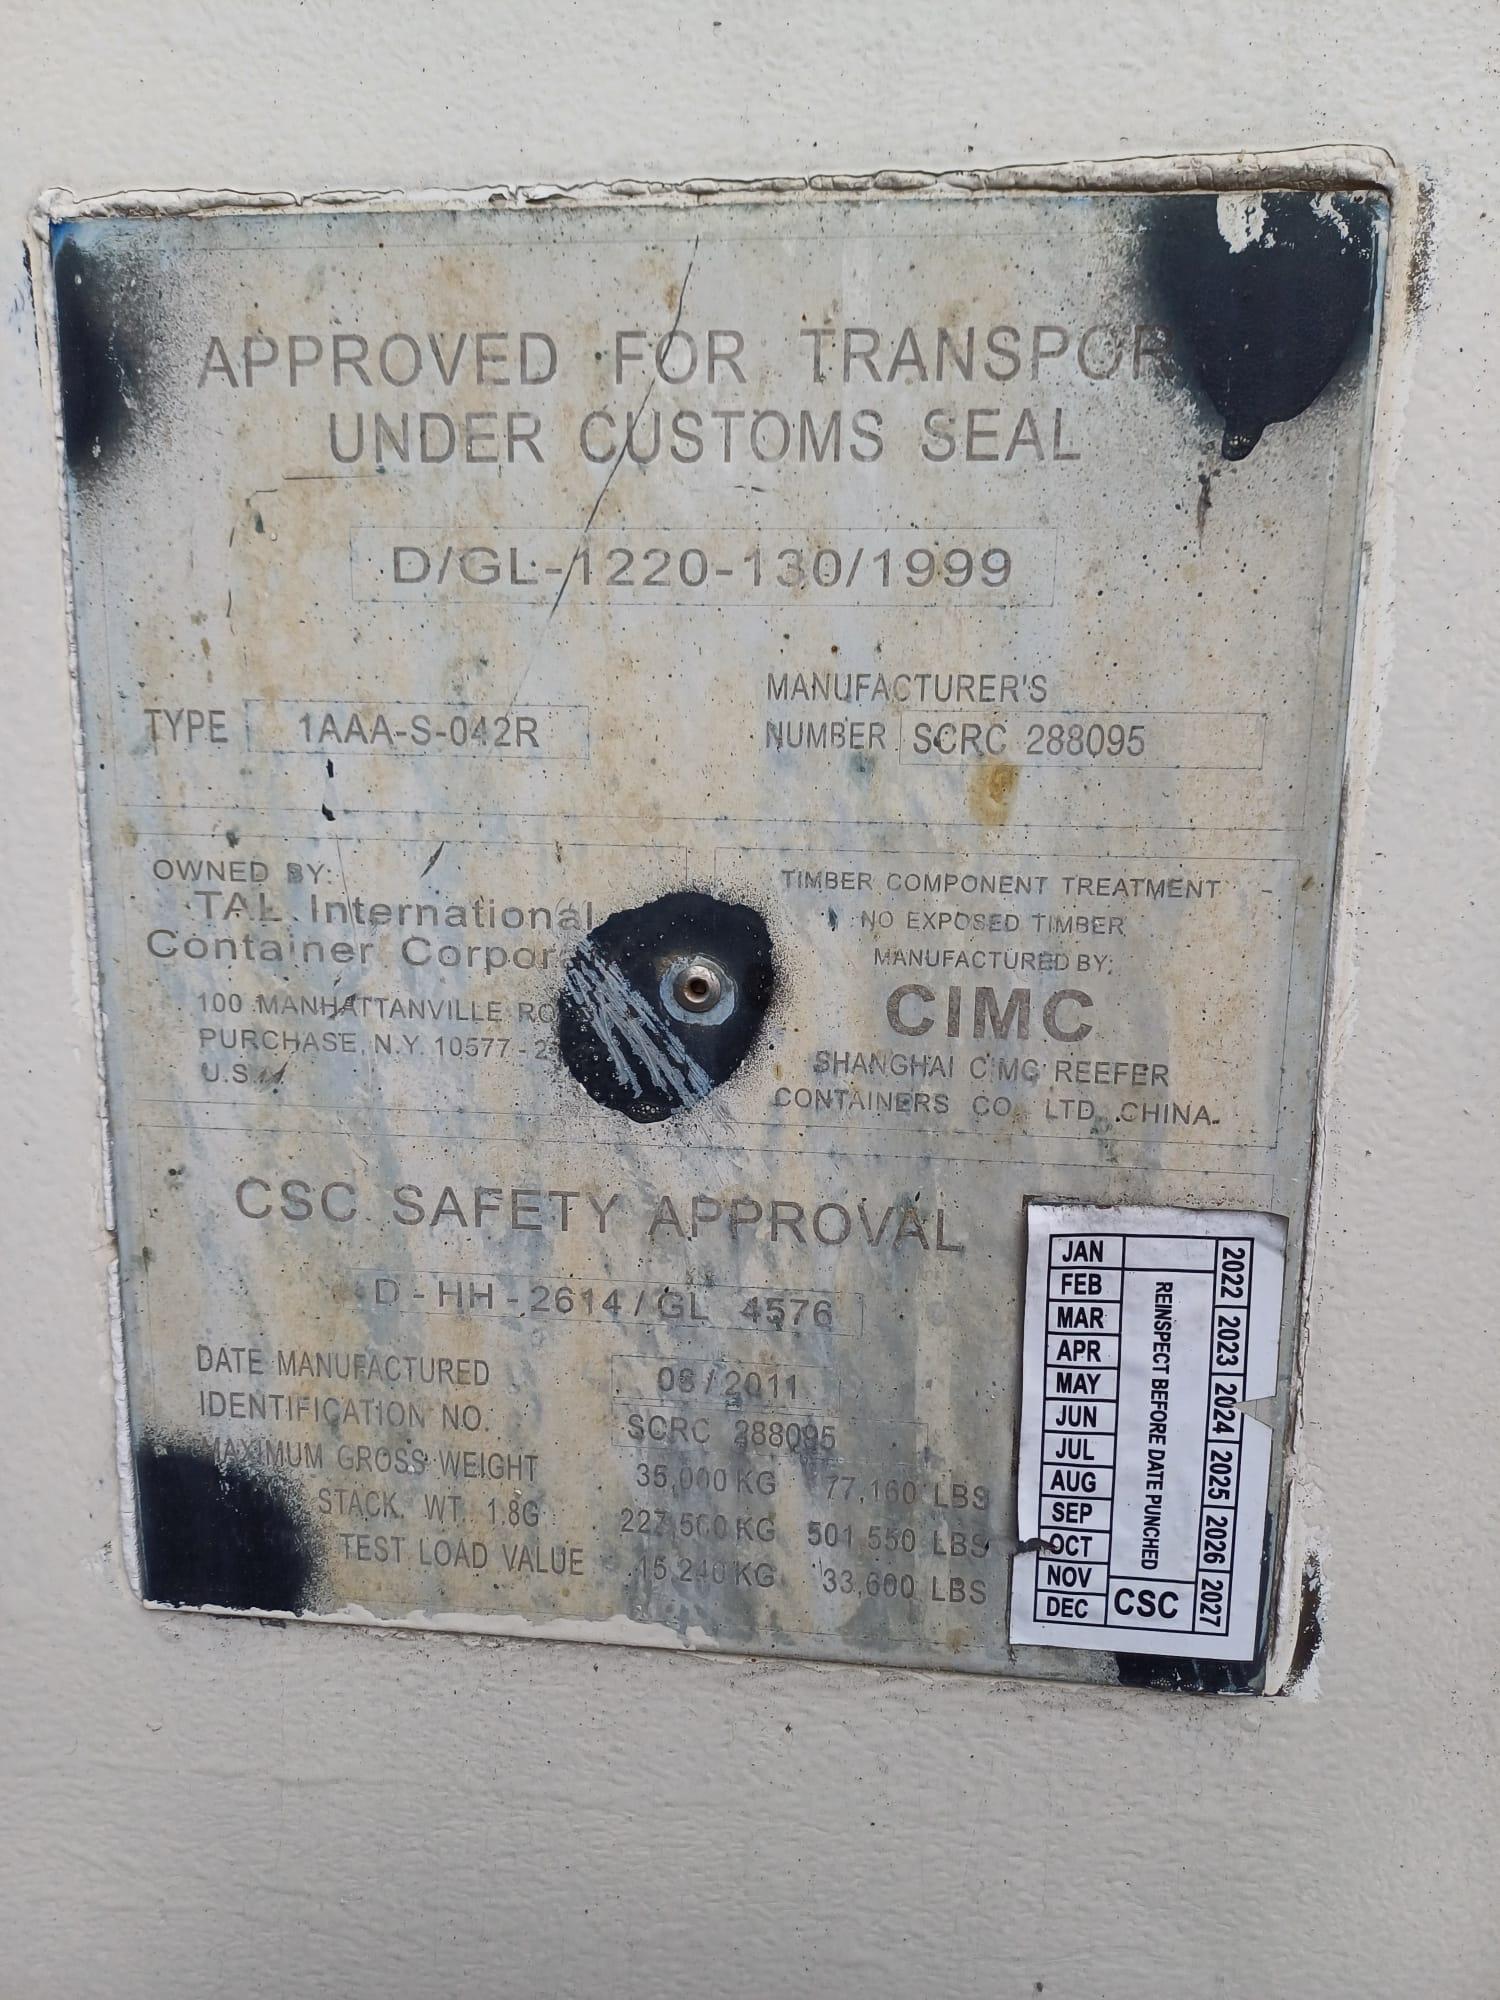 APPROVED FOR TRANSPOR
UNDER CUSTOMS SEAL
D/GL-1220-130/1999
TYPE 1AAA-S-042R
MANUFACTURER'S
NUMBER SCRC 288095
OWNED BY:
TAL International
Container Corpora
100 MANHATTANVILLE RO
PURCHASE, N.Y. 10577-2
U.S.A
TIMBER COMPONENT TREATMENT
NO EXPOSED TIMBER
MANUFACTURED BY:
CIMC
SHANGHAI CIMC REEFER
CONTAINERS CO. LTD. CHINA.
CSC SAFETY APPROVAL
D-HH-2614/GL 4576
DATE MANUFACTURED /2011
IDENTIFICATION NO. SCRC 288095
MAXIMUM GROSS WEIGHT 35,000 KG 77,160 LBS
STACK. WT. 1.8G 227,500 KG 501,550 LBS
TEST LOAD VALUE 15,240 KG 33,600 LBS
JAN
FEB
MAR
APR
MAY
JUN
JUL
AUG
SEP
OCT
NOV
DEC
REINSPECT BEFORE DATE PUNCHED
CSC
2022 2023 2024 2025 2026 2027